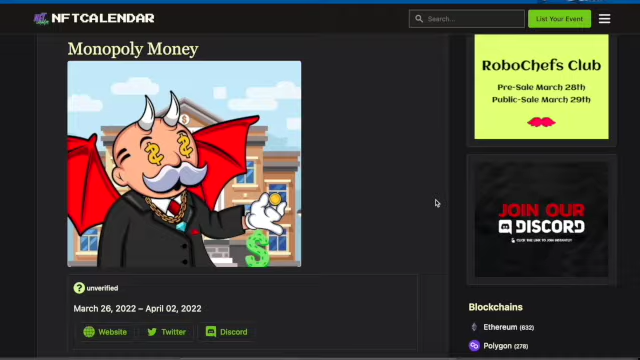 NFTCALENDAR
Search...
List Your Event
Monopoly Money
unverified
March 26, 2022 – April 02, 2022
Website
Twitter
Discord
RoboChefs Club
Pre-Sale March 28th
Public-Sale March 29th
JOIN OUR
DISCORD
Blockchains
Ethereum (832)
Polygon (278)